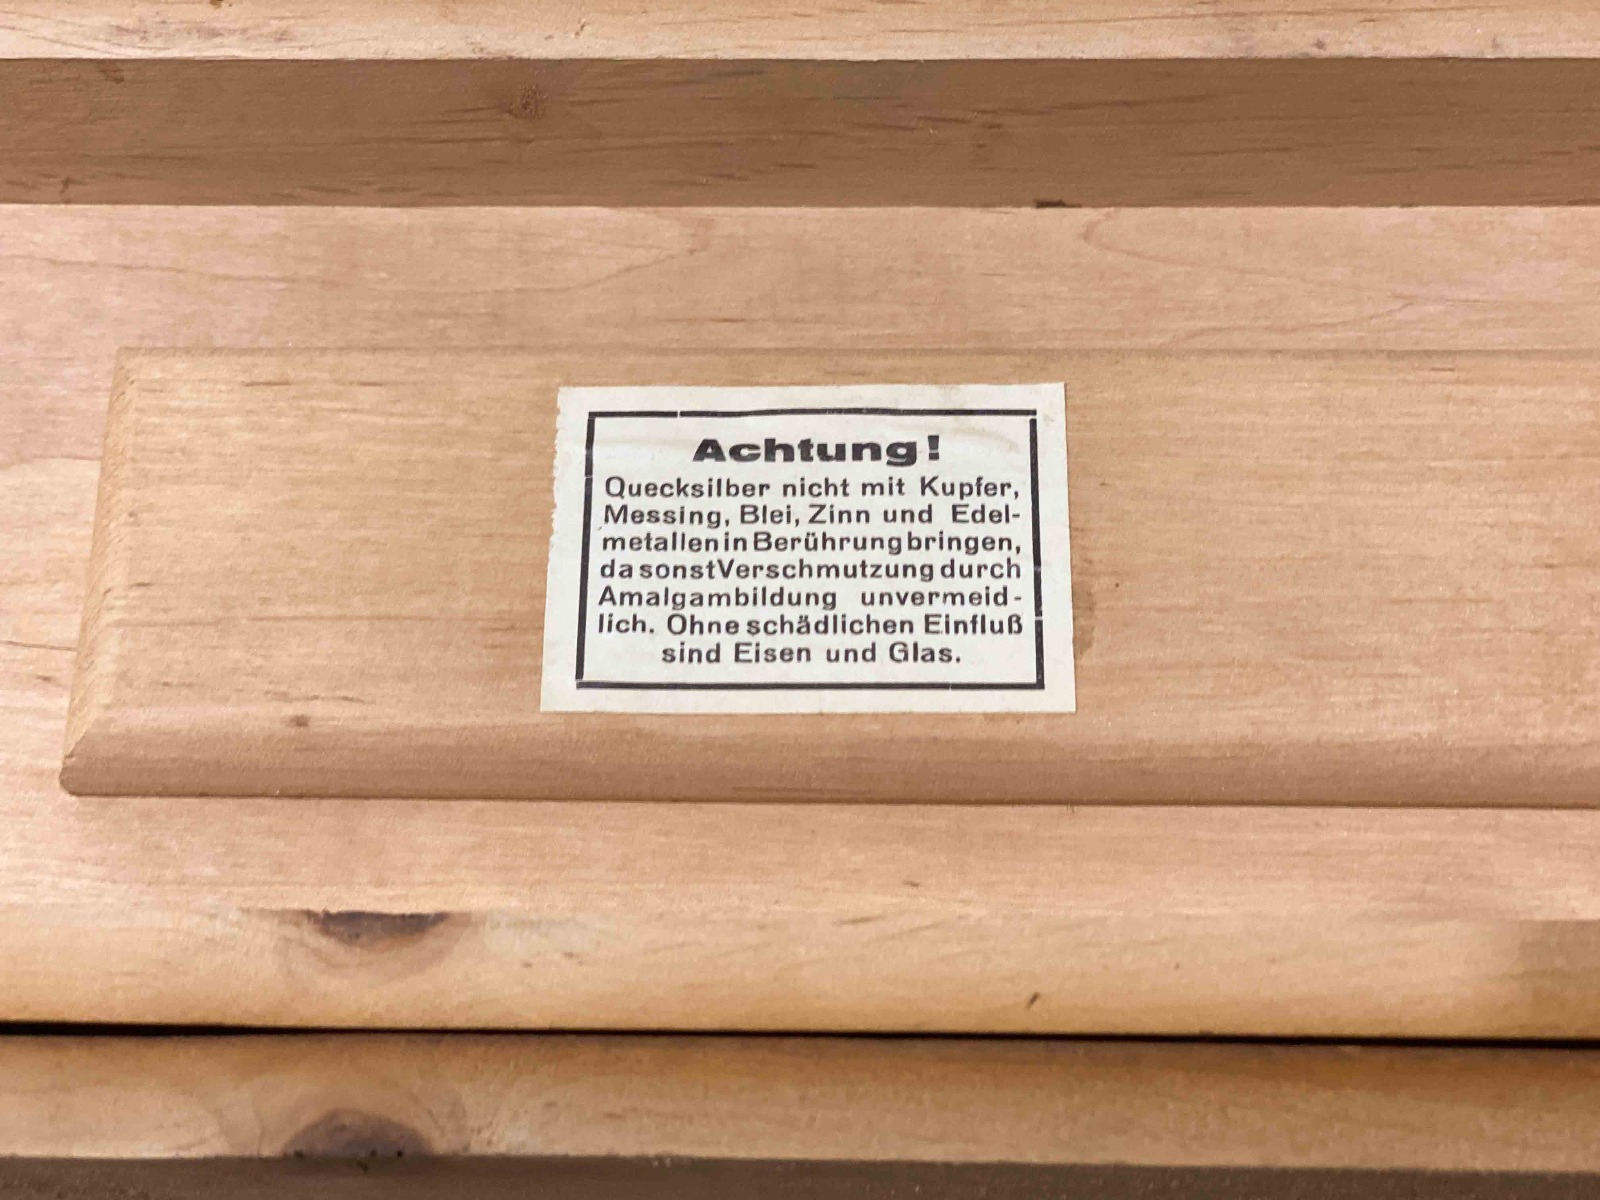 Achtung!
Quecksilber nicht mit Kupfer,
Messing, Blei, Zinn und Edel-
metallen in Berührung bringen,
da sonst Verschmutzung durch
Amalgambildung unvermeid-
lich. Ohne schädlichen Einfluß
sind Eisen und Glas.